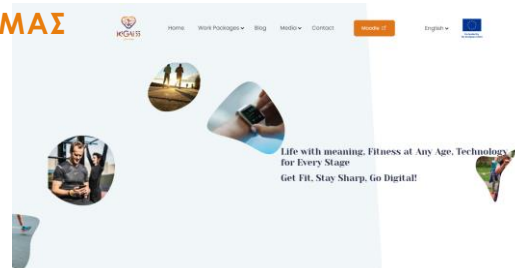 ΜΑΣ
Home Work Packages Blog Media Contact Moodle English
Life with meaning, Fitness at Any Age, Technology
for Every Stage
Get Fit, Stay Sharp, Go Digital!